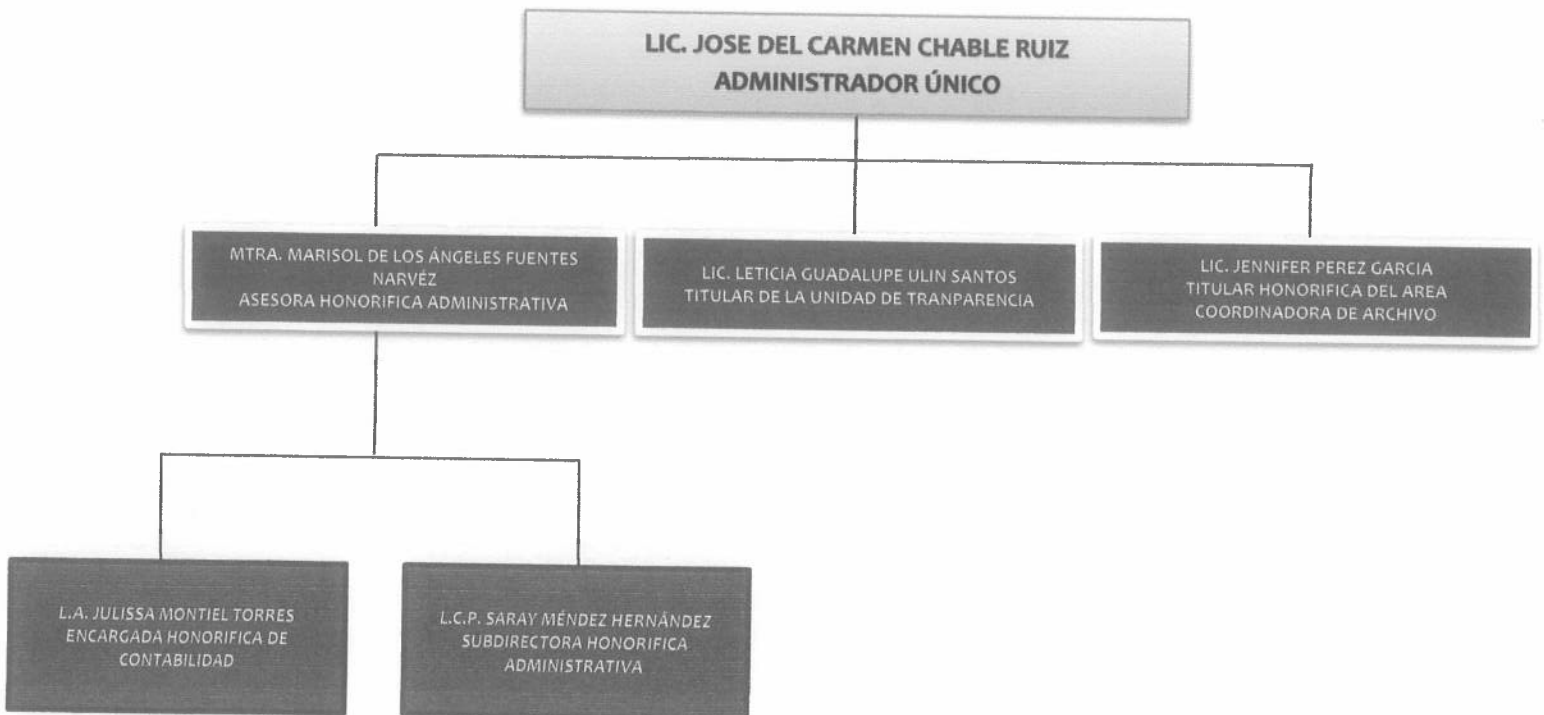 LIC. JOSE DEL CARMEN CHABLE RUIZ
ADMINISTRADOR ÚNICO
MTRA. MARISOL DE LOS ÁNGELES FUENTES
NARVÉZ
ASESORA HONORIFICA ADMINISTRATIVA
LIC. LETICIA GUADALUPE ULIN SANTOS
TITULAR DE LA UNIDAD DE TRANPARENCIA
LIC. JENNIFER PEREZ GARCIA
TITULAR HONORIFICA DEL AREA
COORDINADORA DE ARCHIVO
L.A. JULISSA MONTIEL TORRES
ENCARGADA HONORIFICA DE
CONTABILIDAD
L.C.P. SARAY MÉNDEZ HERNÁNDEZ
SUBDIRECTORA HONORIFICA
ADMINISTRATIVA